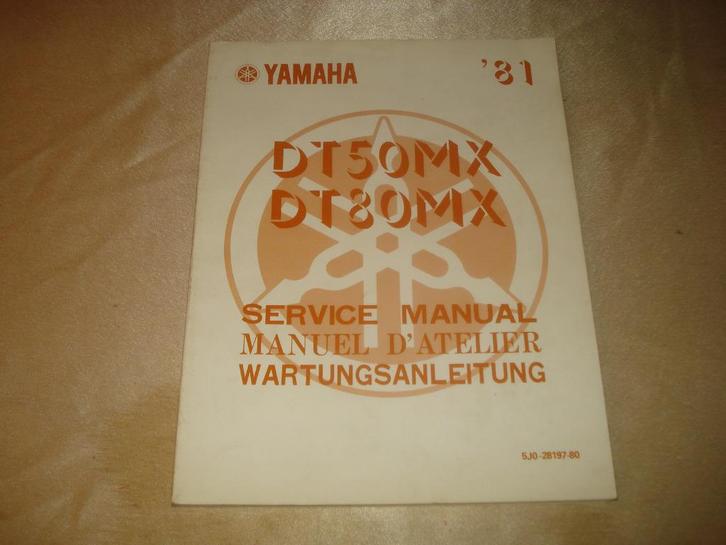 YAMAHA '81
DT50MX
DT80MX
SERVICE MANUAL
MANUEL D'ATELIER
WARTUNGSANLEITUNG
5J0-28197-80